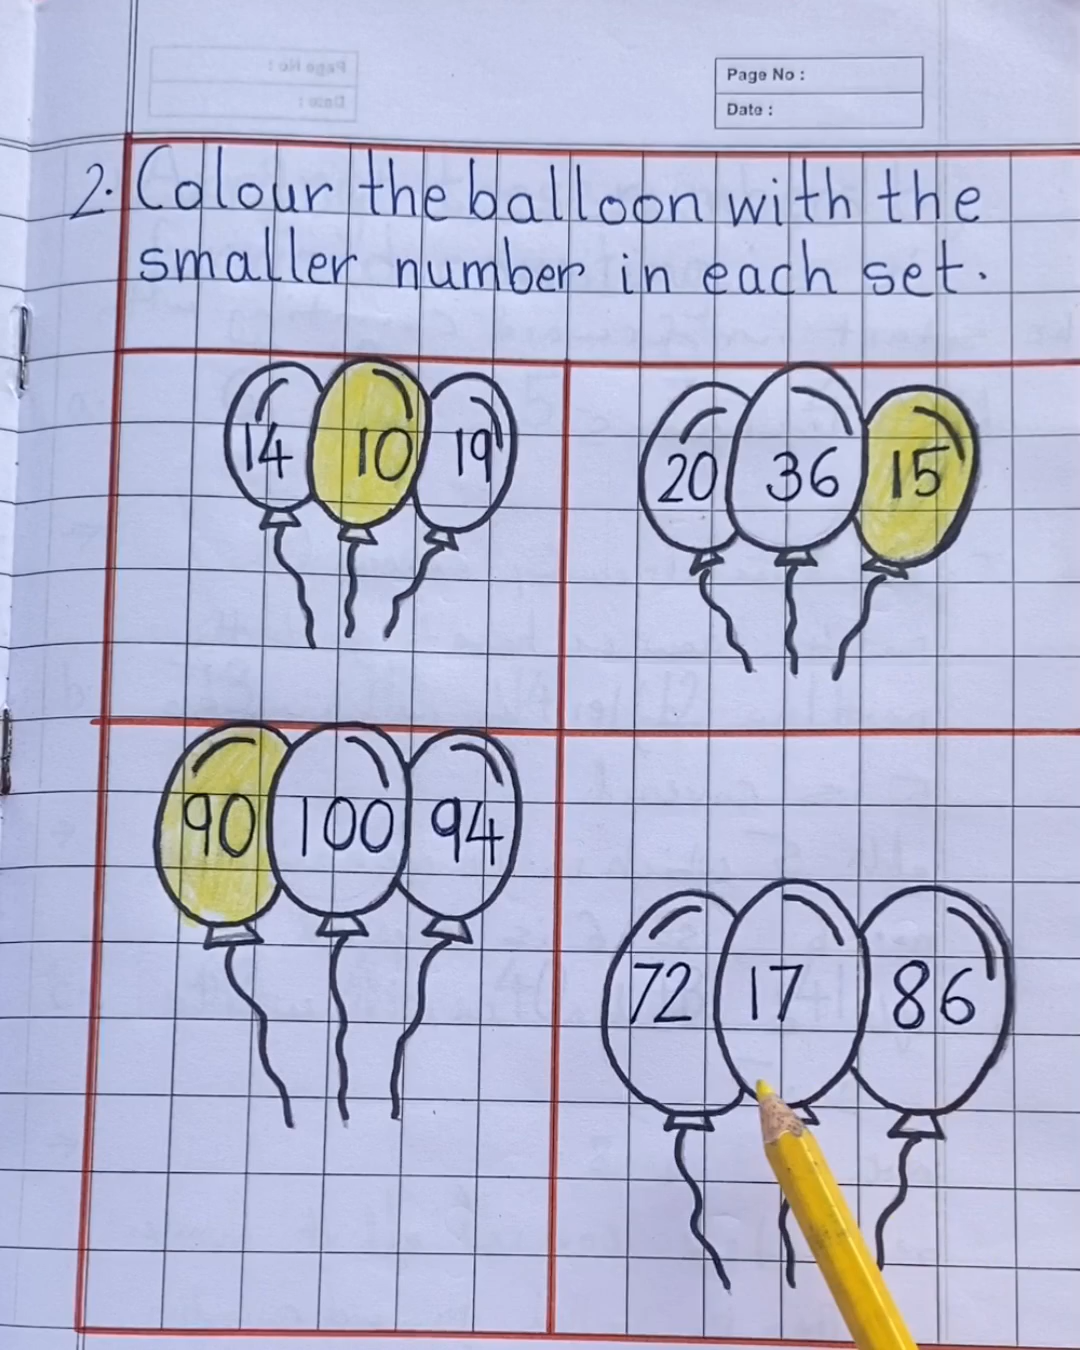 Page No :
Date :
2. Colour the balloon with the
smaller number in each set.
14 10 19
20 36 15
90 100 94
72 17 86